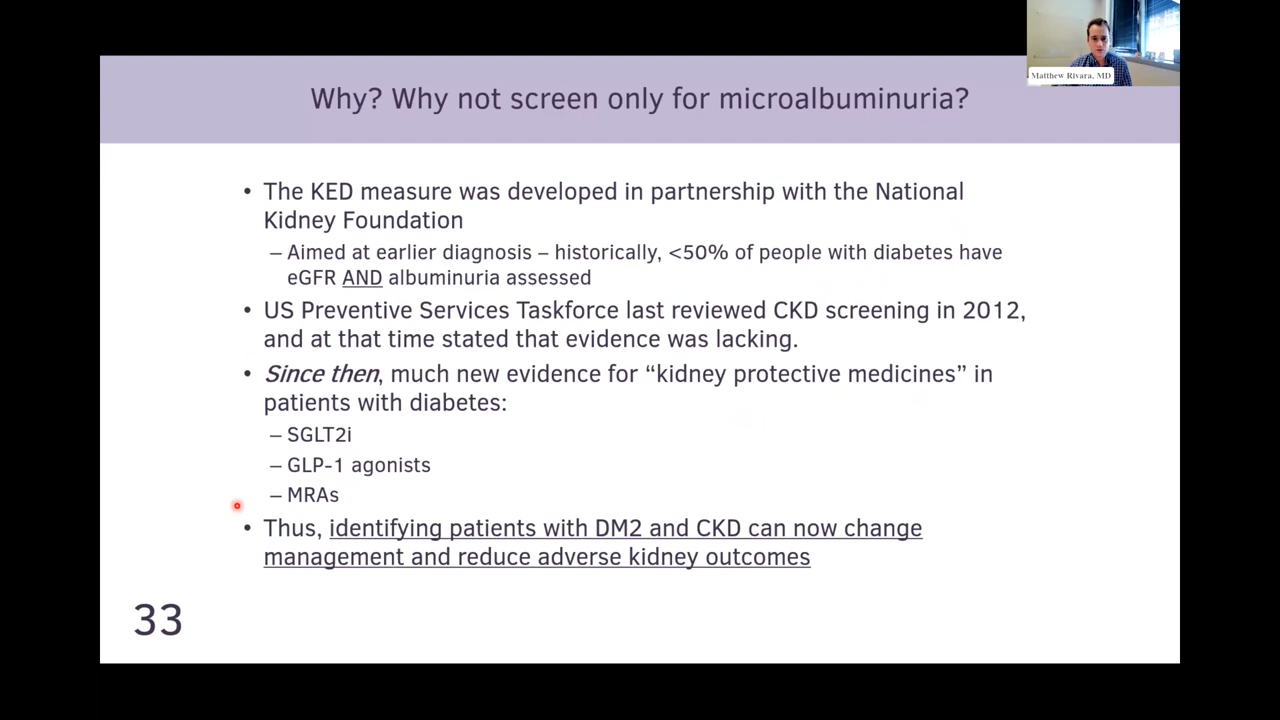 Matthew Rivara, MD
Why? Why not screen only for microalbuminuria?
• The KED measure was developed in partnership with the National
Kidney Foundation
– Aimed at earlier diagnosis – historically, <50% of people with diabetes have
eGFR AND albuminuria assessed
• US Preventive Services Taskforce last reviewed CKD screening in 2012,
and at that time stated that evidence was lacking.
• Since then, much new evidence for “kidney protective medicines” in
patients with diabetes:
– SGLT2i
– GLP-1 agonists
– MRAs
• Thus, identifying patients with DM2 and CKD can now change
management and reduce adverse kidney outcomes
33